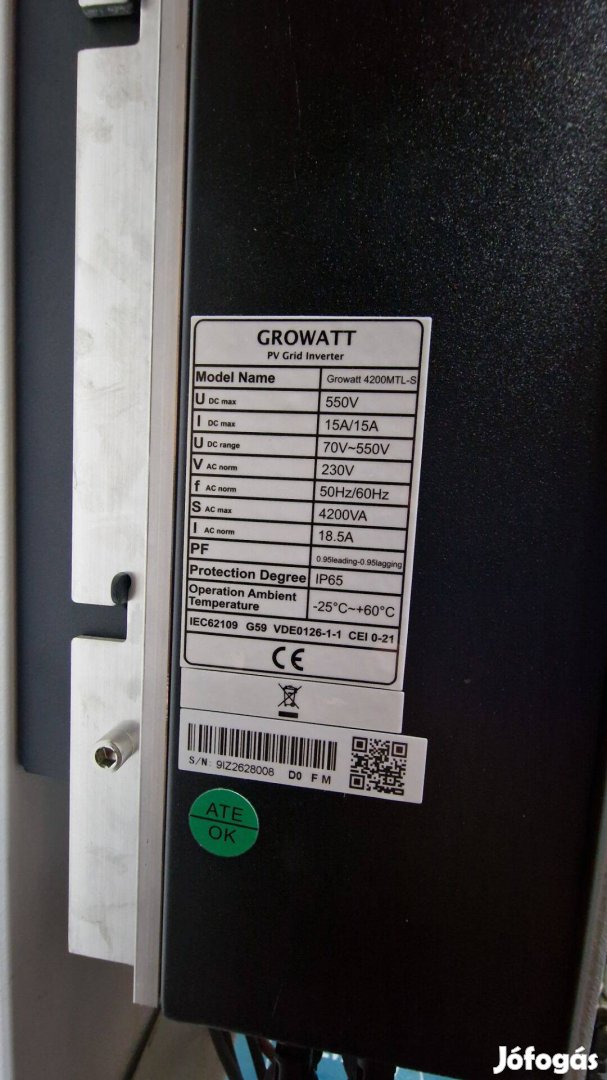 GROWATT
PV Grid Inverter
Model Name Growatt 4200MTL-S
U DC max 550V
I DC max 15A/15A
U DC range 70V~550V
V AC norm 230V
f AC norm 50Hz/60Hz
S AC max 4200VA
I AC norm 18.5A
PF 0.95leading-0.95lagging
Protection Degree IP65
Operation Ambient
Temperature -25°C~+60°C
IEC62109 G59 VDE0126-1-1 CEI 0-21
CE
S/N: 9IZ2628008 D0 F M
ATE
OK
Jófogás